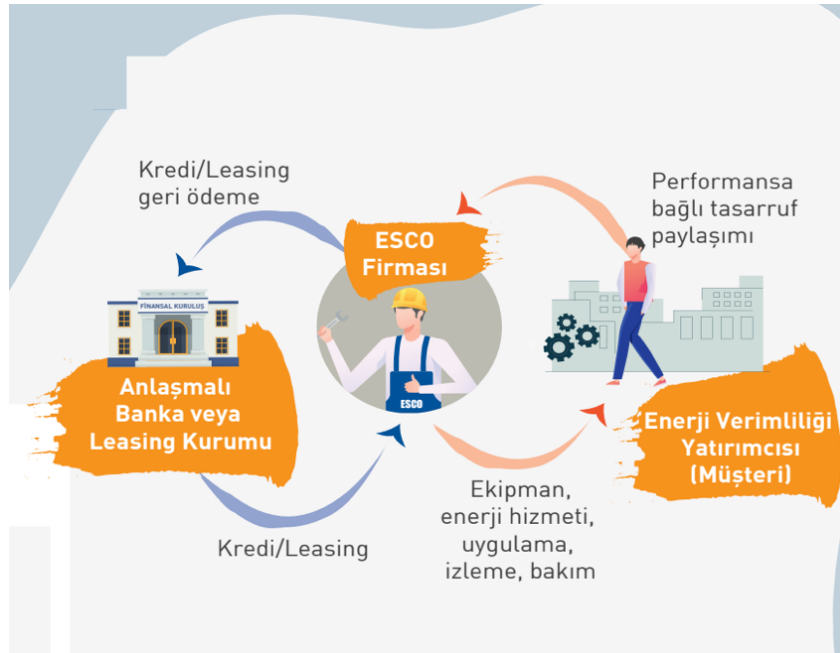 Kredi/Leasing
geri ödeme
ESCO
Firması
Performansa
bağlı tasarruf
paylaşımı
FİNANSAL KURULUŞ
ESCO
Anlaşmalı
Banka veya
Leasing Kurumu
Enerji Verimliliği
Yatırımcısı
(Müşteri)
Kredi/Leasing
Ekipman,
enerji hizmeti,
uygulama,
izleme, bakım